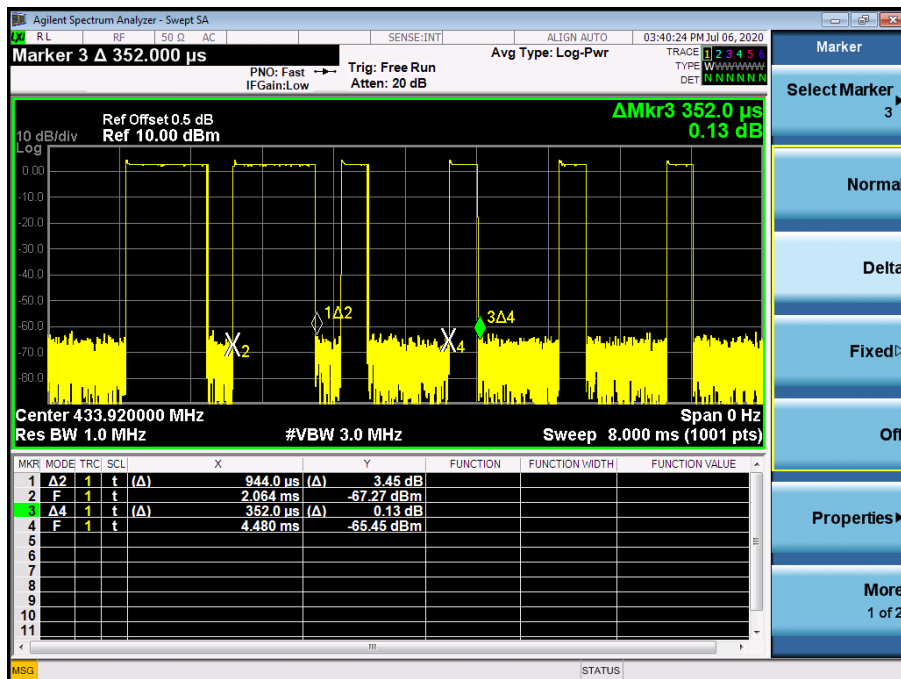 Agilent Spectrum Analyzer - Swept SA
LXI RL RF 50 Ω AC SENSE:INT ALIGN AUTO 03:40:24 PM Jul 06, 2020
Marker 3 Δ 352.000 µs
PNO: Fast
IFGain:Low
Trig: Free Run
Atten: 20 dB
Avg Type: Log-Pwr
TRACE 1 2 3 4 5 6
TYPE WWWWWW
DET N N N N N N
ΔMkr3 352.0 µs
0.13 dB
Ref Offset 0.5 dB
10 dB/div Ref 10.00 dBm
Log
0.00
-10.0
-20.0
-30.0
-40.0
-50.0
-60.0
-70.0
-80.0
1Δ2
X2
X4
3Δ4
Center 433.920000 MHz Span 0 Hz
Res BW 1.0 MHz #VBW 3.0 MHz Sweep 8.000 ms (1001 pts)
MKR MODE TRC SCL X Y FUNCTION FUNCTION WIDTH FUNCTION VALUE
1 Δ2 1 t (Δ) 944.0 µs (Δ) 3.45 dB
2 F 1 t 2.064 ms -67.27 dBm
3 Δ4 1 t (Δ) 352.0 µs (Δ) 0.13 dB
4 F 1 t 4.480 ms -65.45 dBm
5
6
7
8
9
10
11
MSG STATUS
Marker
Select Marker
3
Normal
Delta
Fixed
Off
Properties
More
1 of 2